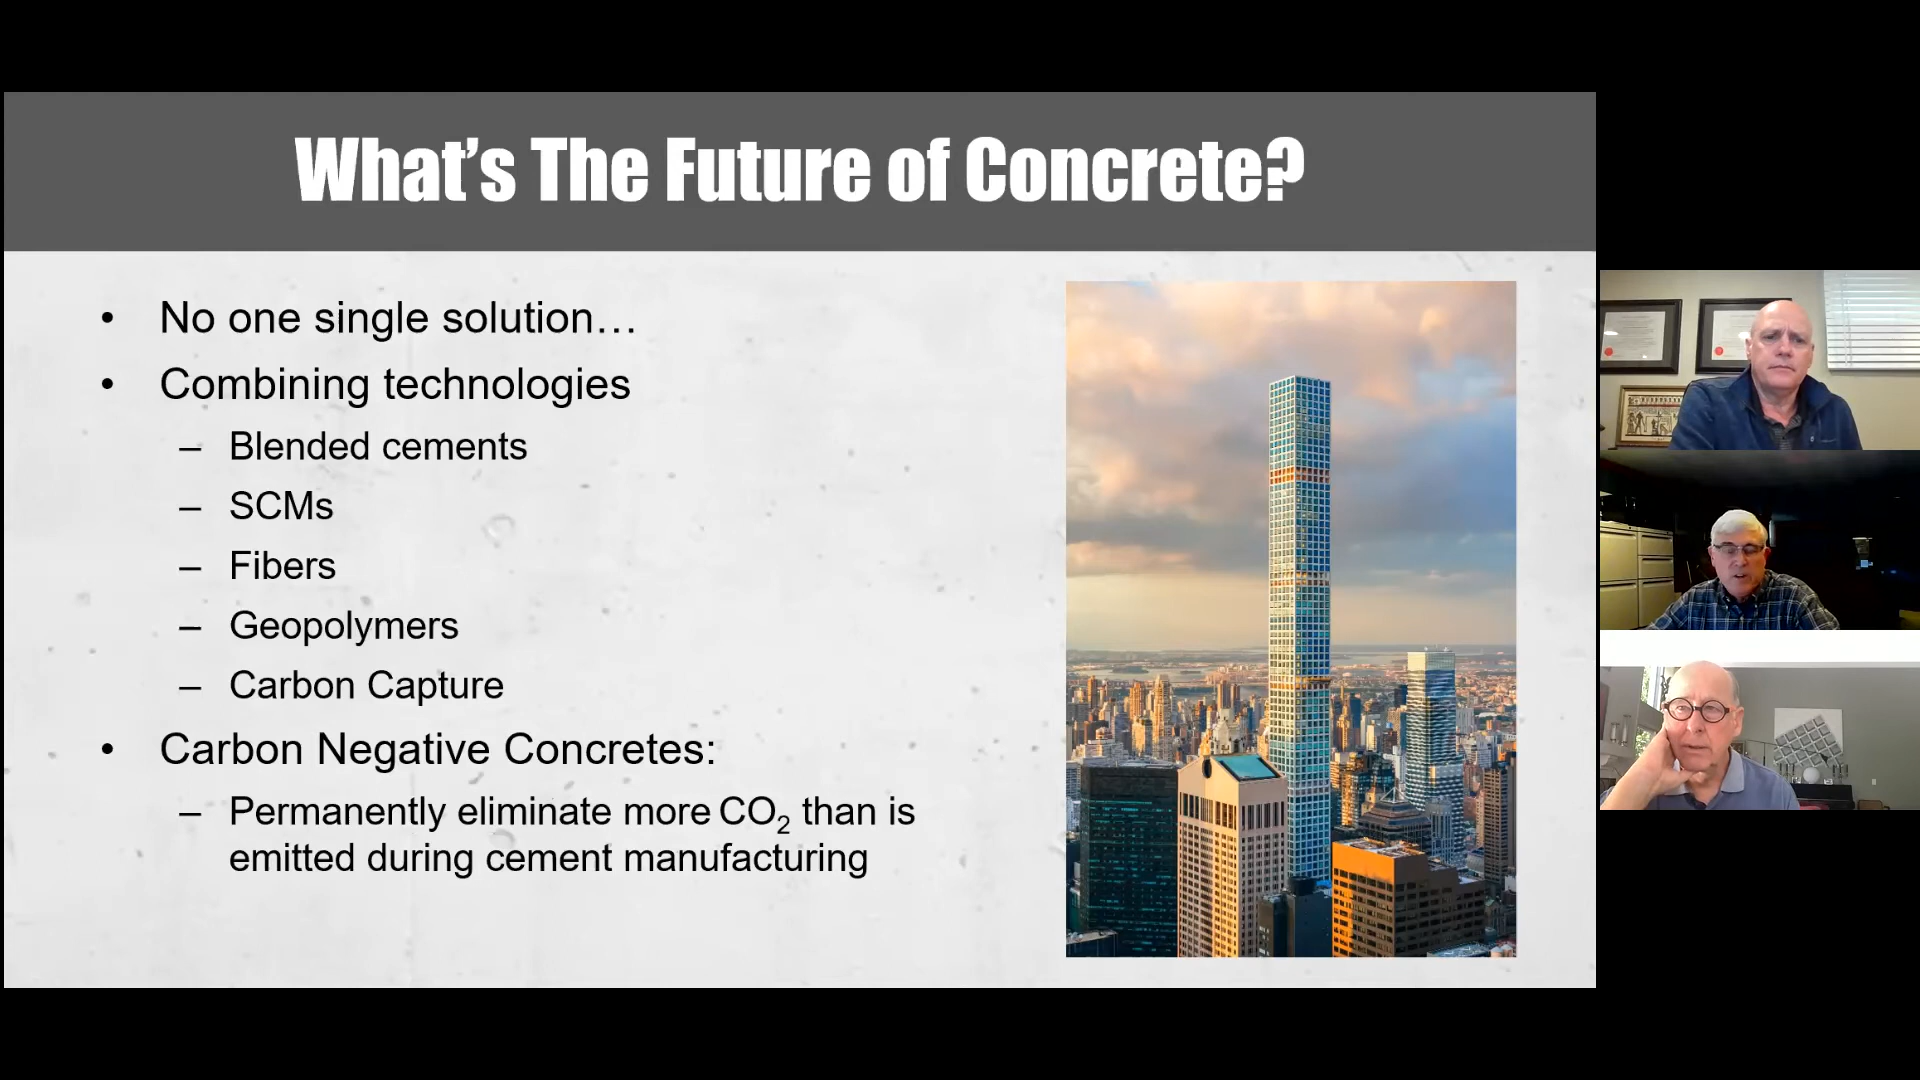 What's The Future of Concrete?
• No one single solution…
• Combining technologies
– Blended cements
– SCMs
– Fibers
– Geopolymers
– Carbon Capture
• Carbon Negative Concretes:
– Permanently eliminate more CO₂ than is
emitted during cement manufacturing